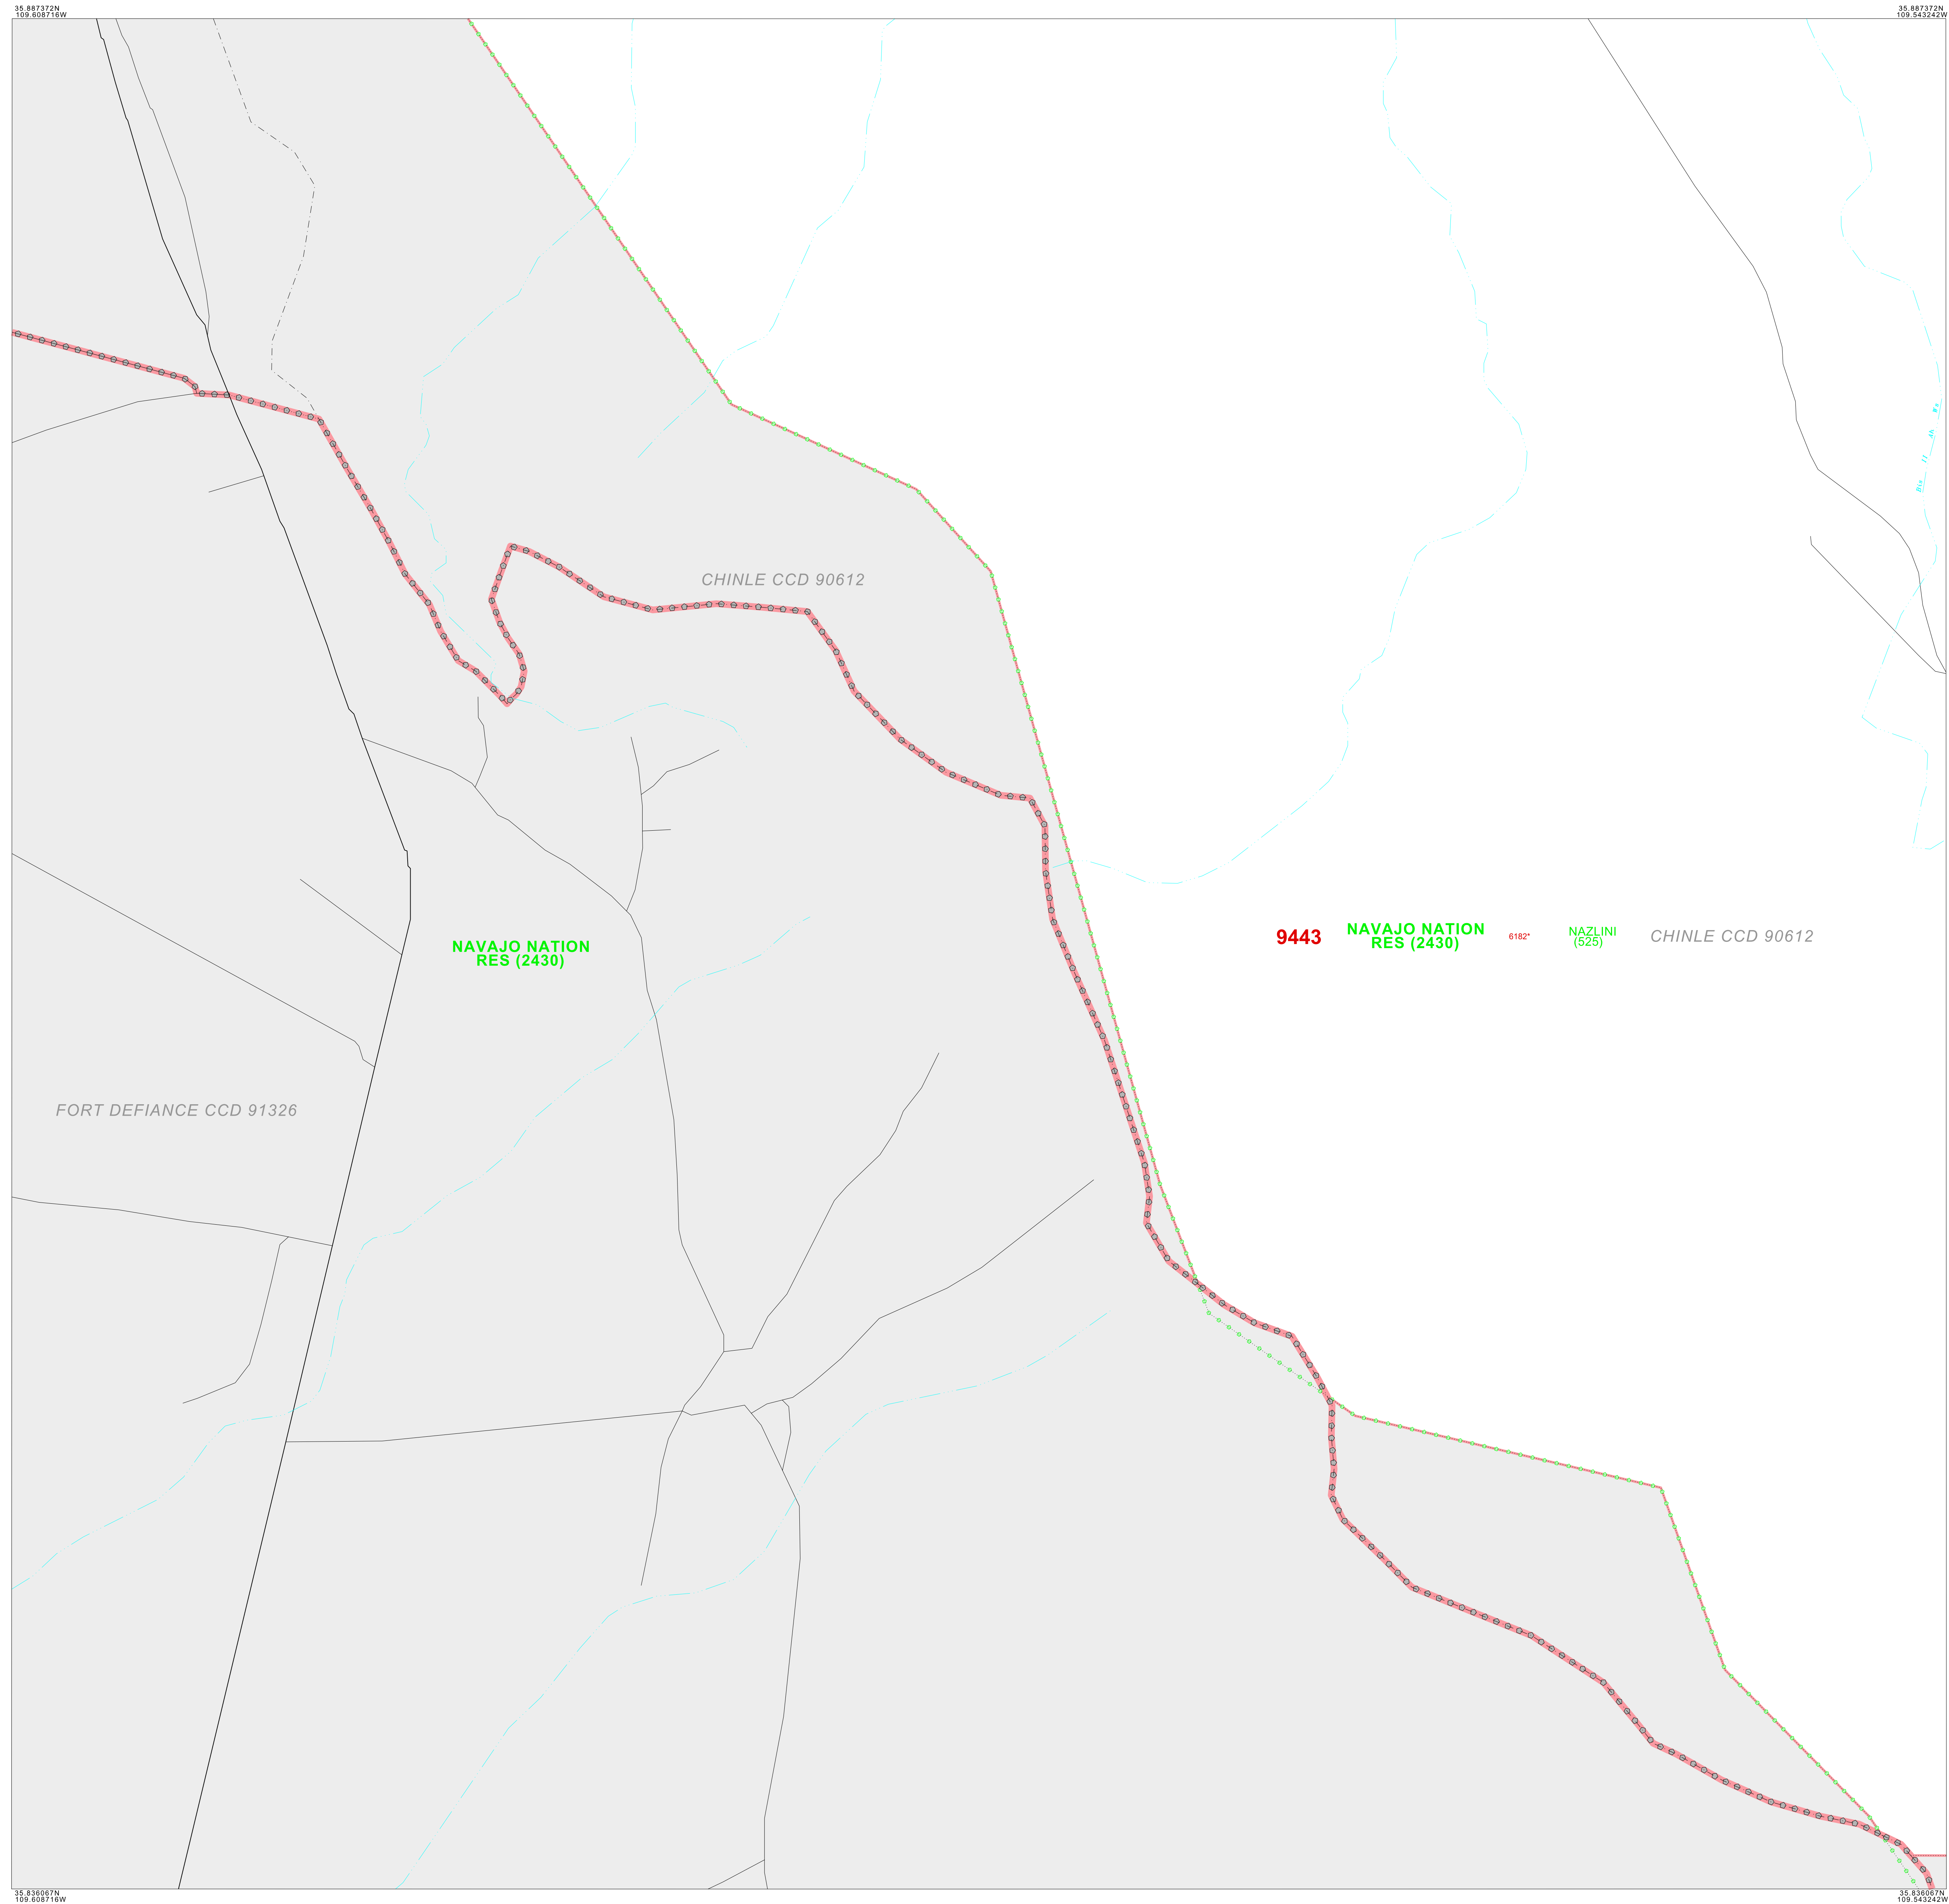 35.887372N
109.608716W
35.887372N
109.543242W
CHINLE CCD 90612
9443
NAVAJO NATION
RES (2430)
6182*
NAZLINI
(525)
CHINLE CCD 90612
NAVAJO NATION
RES (2430)
FORT DEFIANCE CCD 91326
35.836067N
109.608716W
35.836067N
109.543242W